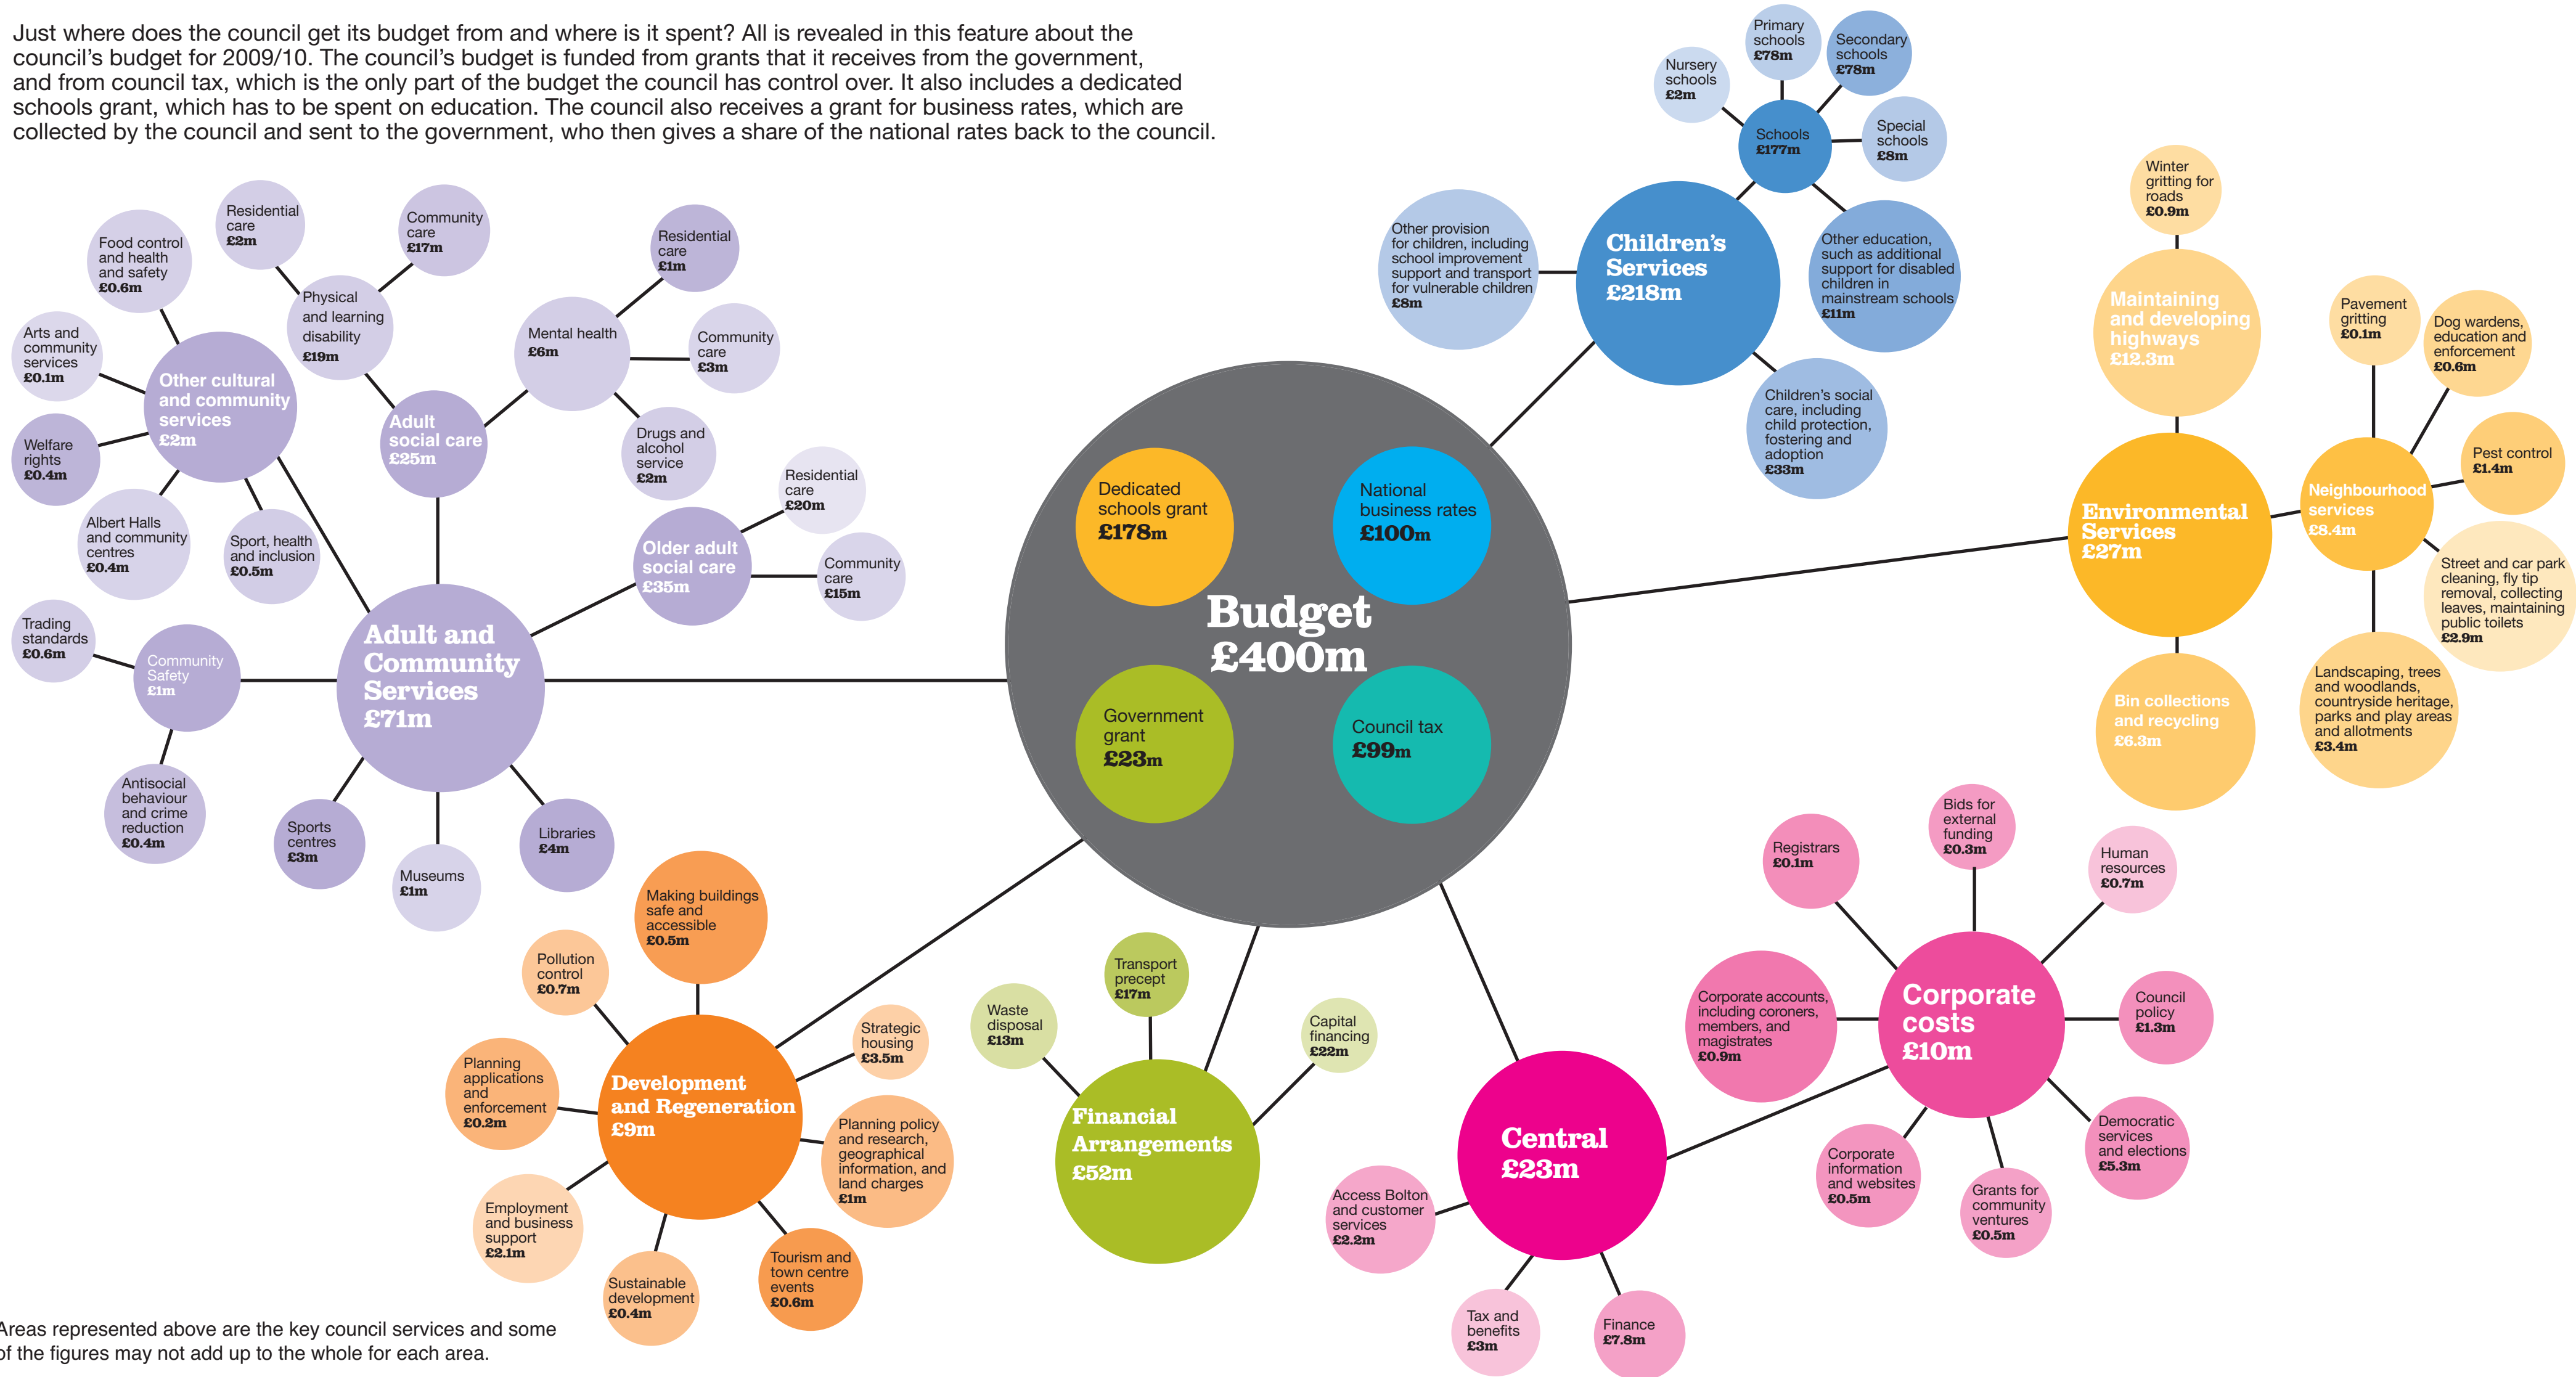 Just where does the council get its budget from and where is it spent? All is revealed in this feature about the
council’s budget for 2009/10. The council’s budget is funded from grants that it receives from the government,
and from council tax, which is the only part of the budget the council has control over. It also includes a dedicated
schools grant, which has to be spent on education. The council also receives a grant for business rates, which are
collected by the council and sent to the government, who then gives a share of the national rates back to the council.
Budget
£400m
Dedicated
schools grant
£178m
National
business rates
£100m
Government
grant
£23m
Council tax
£99m
Adult and
Community
Services
£71m
Other cultural
and community
services
£2m
Food control
and health
and safety
£0.6m
Arts and
community
services
£0.1m
Welfare
rights
£0.4m
Albert Halls
and community
centres
£0.4m
Sport, health
and inclusion
£0.5m
Adult
social care
£25m
Physical
and learning
disability
£19m
Residential
care
£2m
Community
care
£17m
Mental health
£6m
Residential
care
£1m
Community
care
£3m
Drugs and
alcohol
service
£2m
Older adult
social care
£35m
Residential
care
£20m
Community
care
£15m
Community
Safety
£1m
Trading
standards
£0.6m
Antisocial
behaviour
and crime
reduction
£0.4m
Sports
centres
£3m
Museums
£1m
Libraries
£4m
Children’s
Services
£218m
Schools
£177m
Nursery
schools
£2m
Primary
schools
£78m
Secondary
schools
£78m
Special
schools
£8m
Other education,
such as additional
support for disabled
children in
mainstream schools
£11m
Other provision
for children, including
school improvement
support and transport
for vulnerable children
£8m
Children’s social
care, including
child protection,
fostering and
adoption
£33m
Environmental
Services
£27m
Maintaining
and developing
highways
£12.3m
Winter
gritting for
roads
£0.9m
Neighbourhood
services
£8.4m
Pavement
gritting
£0.1m
Dog wardens,
education and
enforcement
£0.6m
Pest control
£1.4m
Street and car park
cleaning, fly tip
removal, collecting
leaves, maintaining
public toilets
£2.9m
Landscaping, trees
and woodlands,
countryside heritage,
parks and play areas
and allotments
£3.4m
Bin collections
and recycling
£6.3m
Development
and Regeneration
£9m
Making buildings
safe and
accessible
£0.5m
Pollution
control
£0.7m
Planning
applications
and
enforcement
£0.2m
Employment
and business
support
£2.1m
Sustainable
development
£0.4m
Tourism and
town centre
events
£0.6m
Planning policy
and research,
geographical
information, and
land charges
£1m
Strategic
housing
£3.5m
Financial
Arrangements
£52m
Waste
disposal
£13m
Transport
precept
£17m
Capital
financing
£22m
Central
£23m
Access Bolton
and customer
services
£2.2m
Tax and
benefits
£3m
Finance
£7.8m
Corporate
costs
£10m
Registrars
£0.1m
Bids for
external
funding
£0.3m
Human
resources
£0.7m
Council
policy
£1.3m
Democratic
services
and elections
£5.3m
Grants for
community
ventures
£0.5m
Corporate
information
and websites
£0.5m
Corporate accounts,
including coroners,
members, and
magistrates
£0.9m
Areas represented above are the key council services and some
of the figures may not add up to the whole for each area.